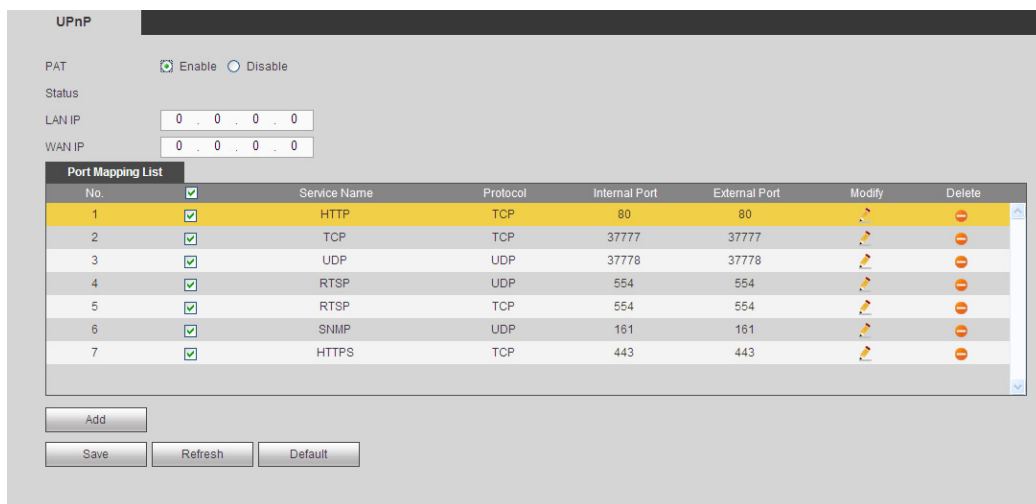 UPnP
PAT Enable Disable
Status
LAN IP 0 . 0 . 0 . 0
WAN IP 0 . 0 . 0 . 0
Port Mapping List
No. Service Name Protocol Internal Port External Port Modify Delete
1 HTTP TCP 80 80
2 TCP TCP 37777 37777
3 UDP UDP 37778 37778
4 RTSP UDP 554 554
5 RTSP TCP 554 554
6 SNMP UDP 161 161
7 HTTPS TCP 443 443
Add
Save Refresh Default